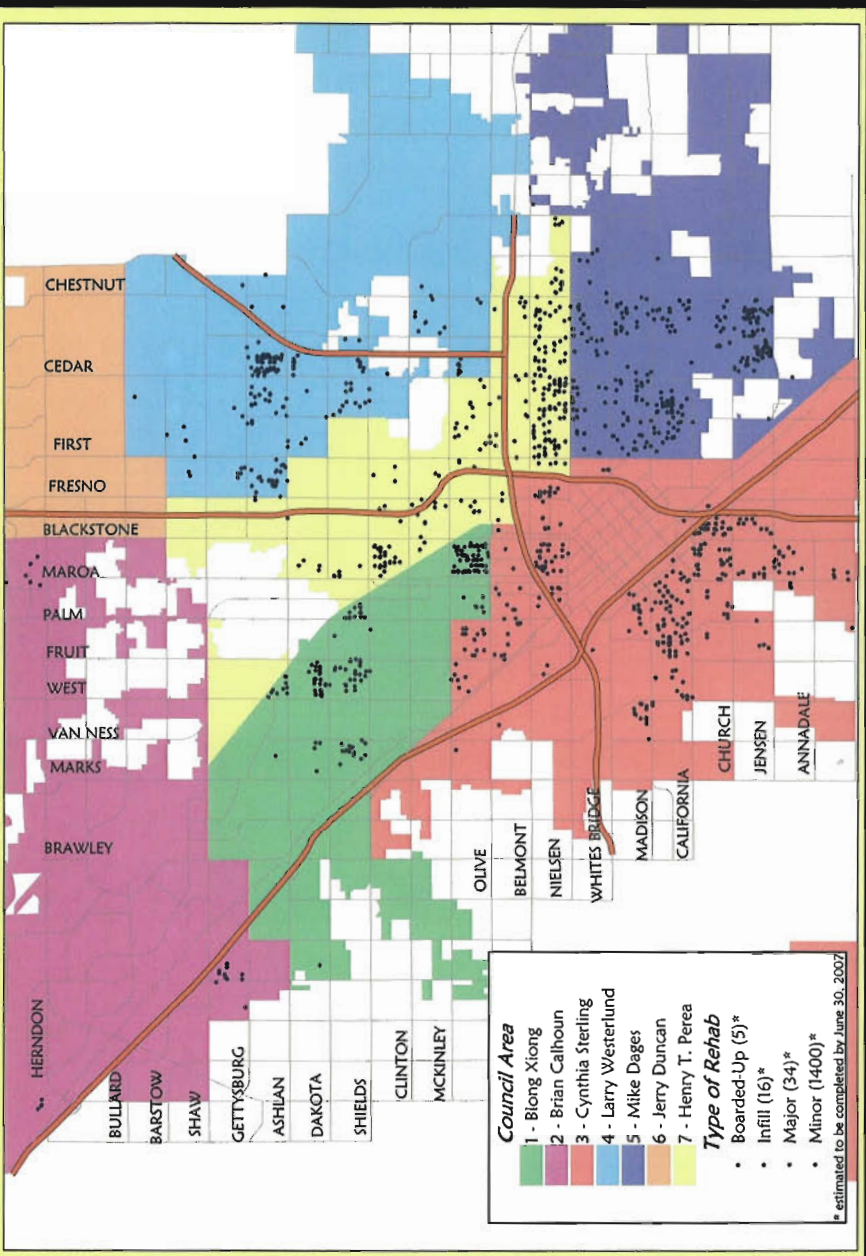 CHESTNUT
CEDAR
FIRST
FRESNO
BLACKSTONE
MAROA
PALM
FRUIT
WEST
VAN NESS
MARKS
BRAWLEY
HERNDON
BULLARD
BARSTOW
SHAW
GETTYSBURG
ASHLAN
DAKOTA
SHIELDS
CLINTON
MCKINLEY
OLIVE
BELMONT
NIELSEN
WHITES BRIDGE
MADISON
CALIFORNIA
CHURCH
JENSEN
ANNADALE
Council Area
1 - Blong Xiong
2 - Brian Calhoun
3 - Cynthia Sterling
4 - Larry Westerlund
5 - Mike Dages
6 - Jerry Duncan
7 - Henry T. Perea
Type of Rehab
• Boarded-Up (5)*
• Infill (16)*
• Major (34)*
• Minor (1400)*
* estimated to be completed by June 30, 2007